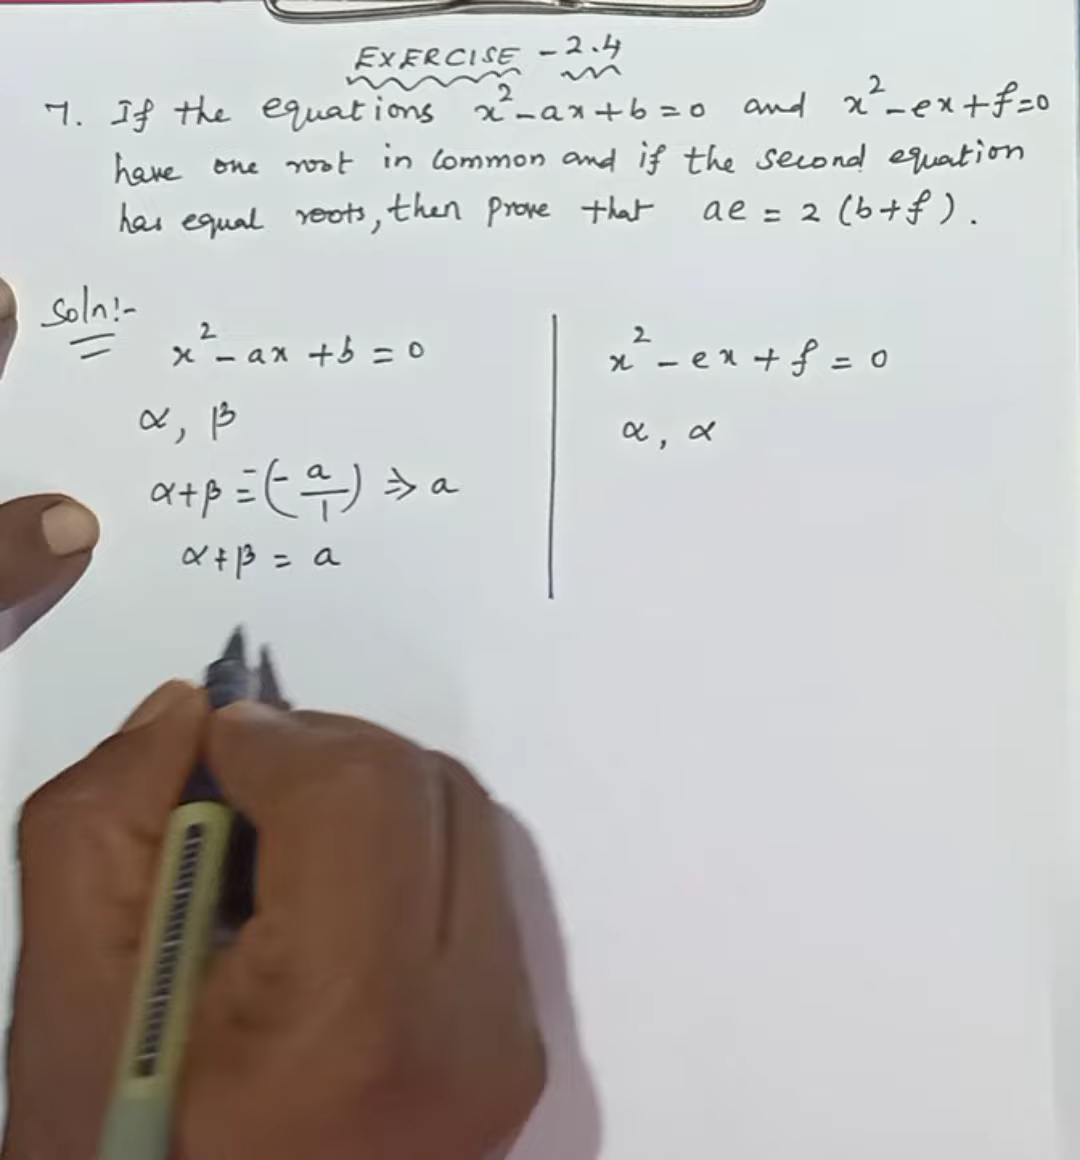 EXERCISE - 2.4
7. If the equations x² - ax + b = 0 and x² - ex + f = 0
have one root in common and if the second equation
has equal roots, then prove that ae = 2 (b+f).
Soln:-
x² - ax + b = 0
α, β
α+β = -(-a/1) ⇒ a
α+β = a
x² - ex + f = 0
α, α